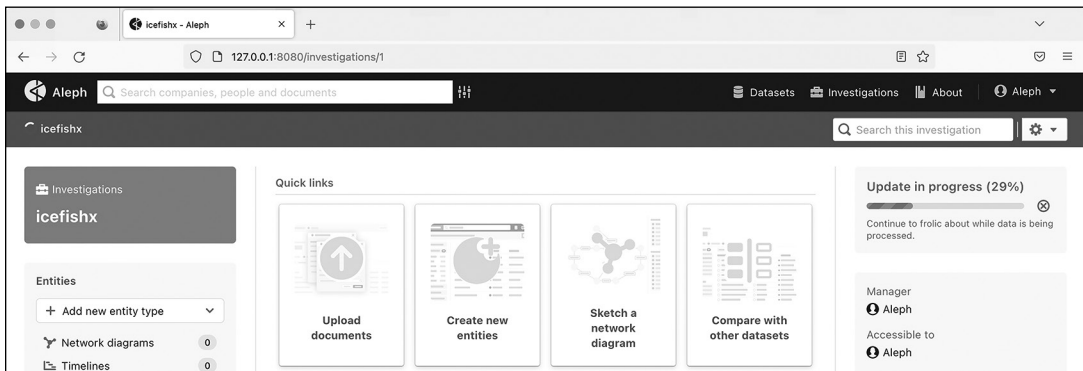 icefishx - Aleph
127.0.0.1:8080/investigations/1
Aleph
Search companies, people and documents
Datasets
Investigations
About
Aleph
icefishx
Search this investigation
Investigations
icefishx
Entities
+ Add new entity type
Network diagrams 0
Timelines 0
Quick links
Upload
documents
Create new
entities
Sketch a
network
diagram
Compare with
other datasets
Update in progress (29%)
Continue to frolic about while data is being
processed.
Manager
Aleph
Accessible to
Aleph